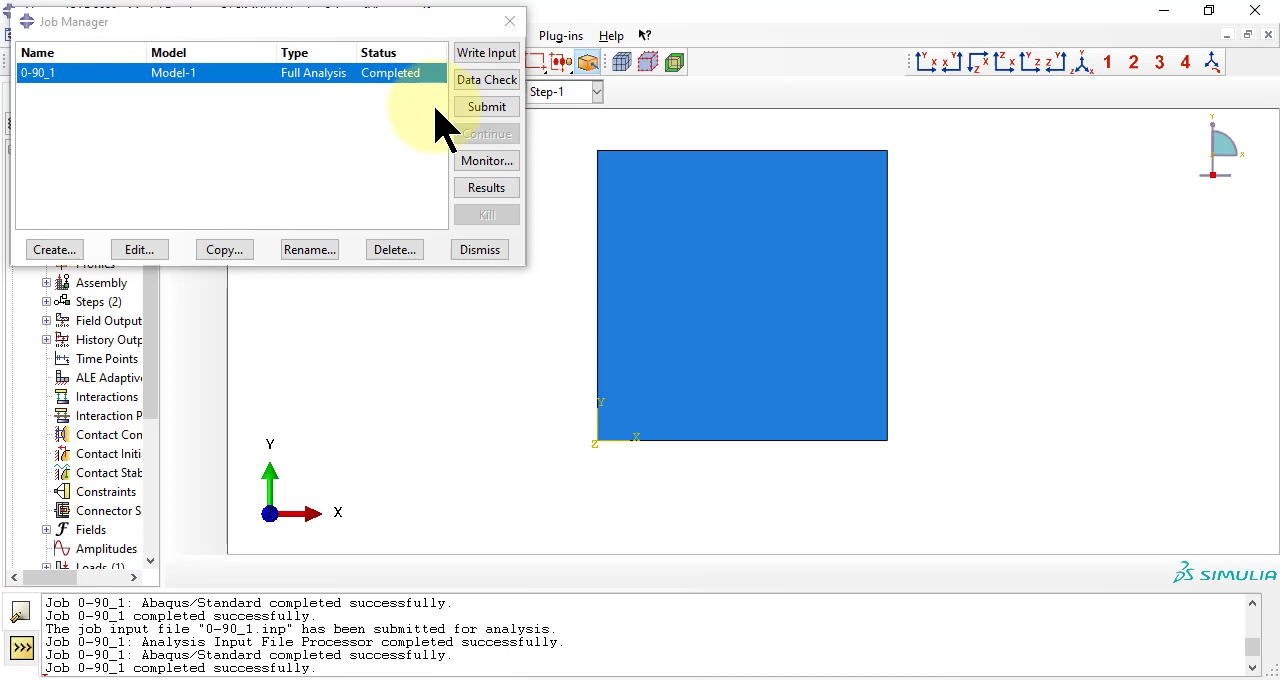 Job Manager
Plug-ins Help
Name Model Type Status
0-90_1 Model-1 Full Analysis Completed
Write Input
Data Check
Submit
Continue
Monitor...
Results
Kill
Create... Edit... Copy... Rename... Delete... Dismiss
Step-1
1 2 3 4
Assembly
Steps (2)
Field Output
History Outp
Time Points
ALE Adaptiv
Interactions
Interaction P
Contact Con
Contact Initi
Contact Stab
Constraints
Connector S
Fields
Amplitudes
Loads (1)
Y
X
Z
Y
X
Z
Y
X
SIMULIA
Job 0-90_1: Abaqus/Standard completed successfully.
Job 0-90_1 completed successfully.
The job input file "0-90_1.inp" has been submitted for analysis.
Job 0-90_1: Analysis Input File Processor completed successfully.
Job 0-90_1: Abaqus/Standard completed successfully.
Job 0-90_1 completed successfully.